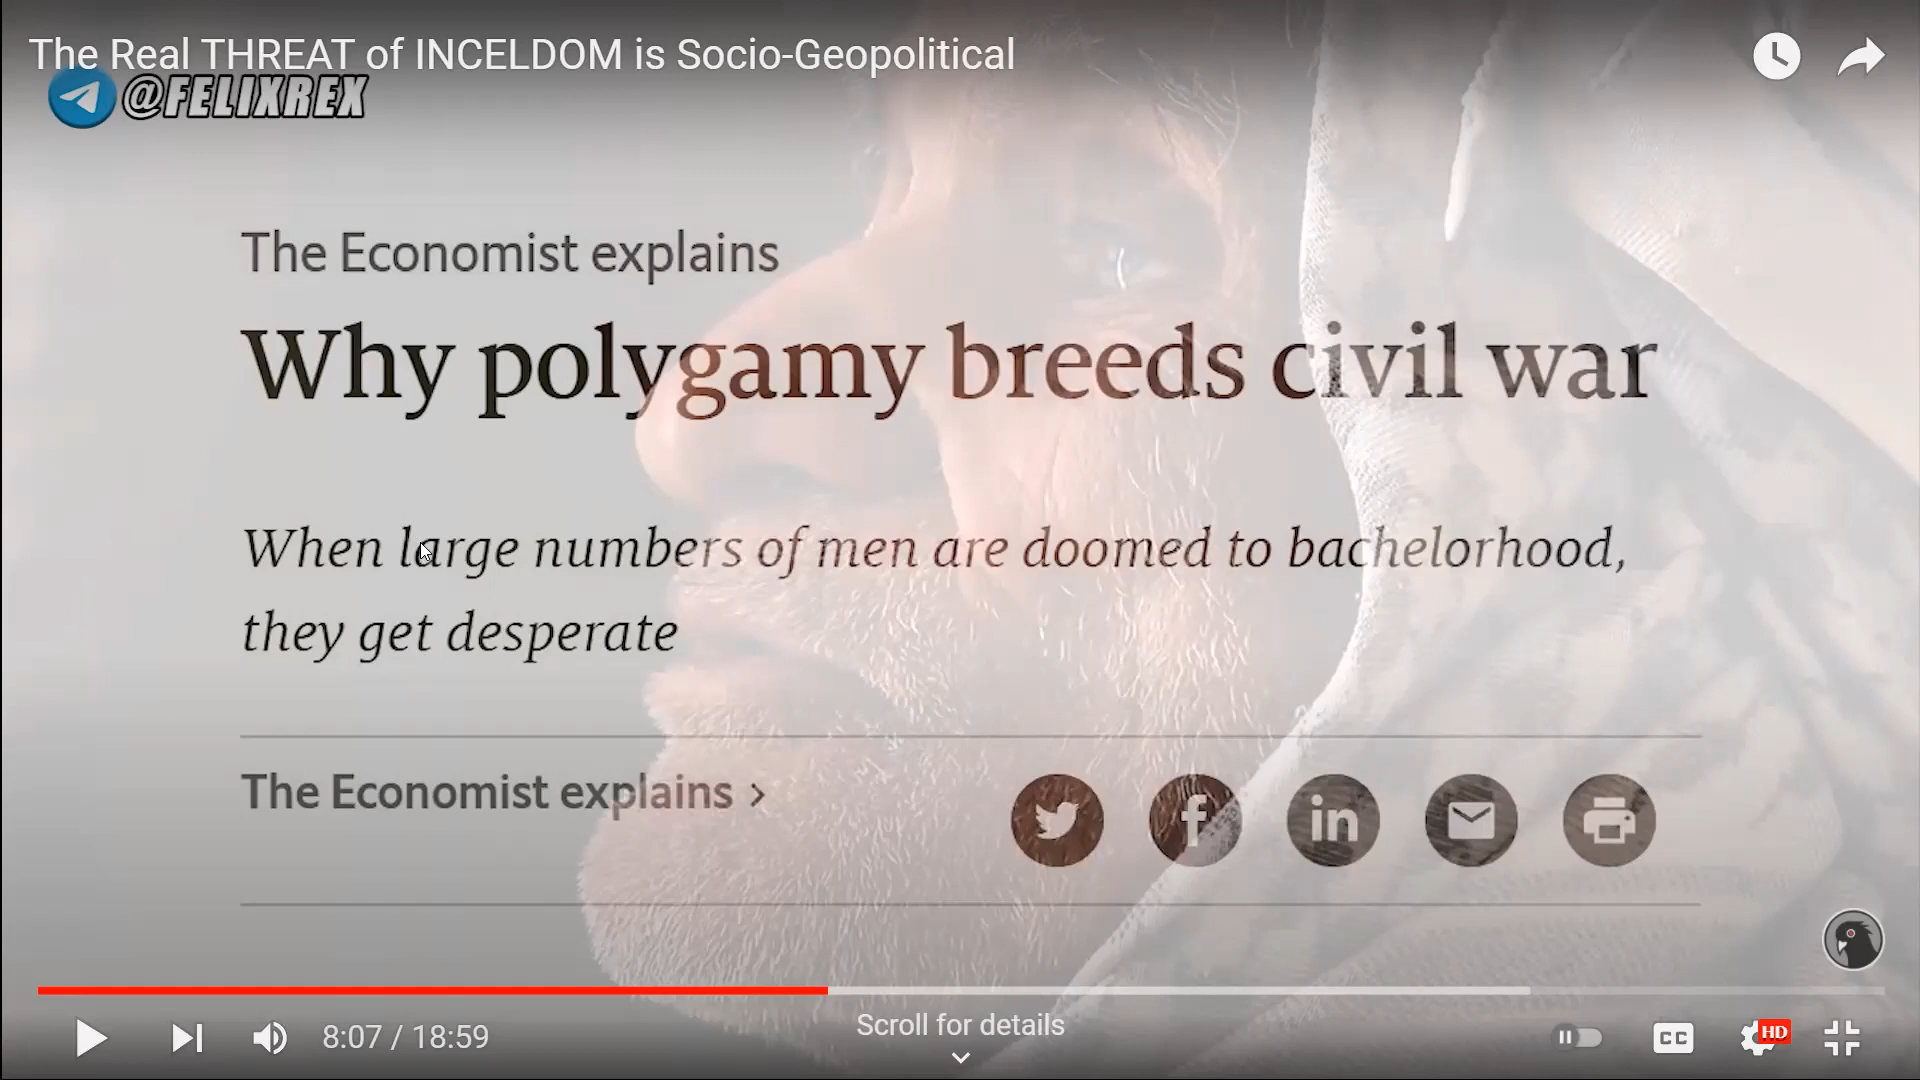 The Real THREAT of INCELDOM is Socio-Geopolitical
@FELIXREX
The Economist explains
Why polygamy breeds civil war
When large numbers of men are doomed to bachelorhood,
they get desperate
The Economist explains >
f in
8:07 / 18:59
Scroll for details
CC HD